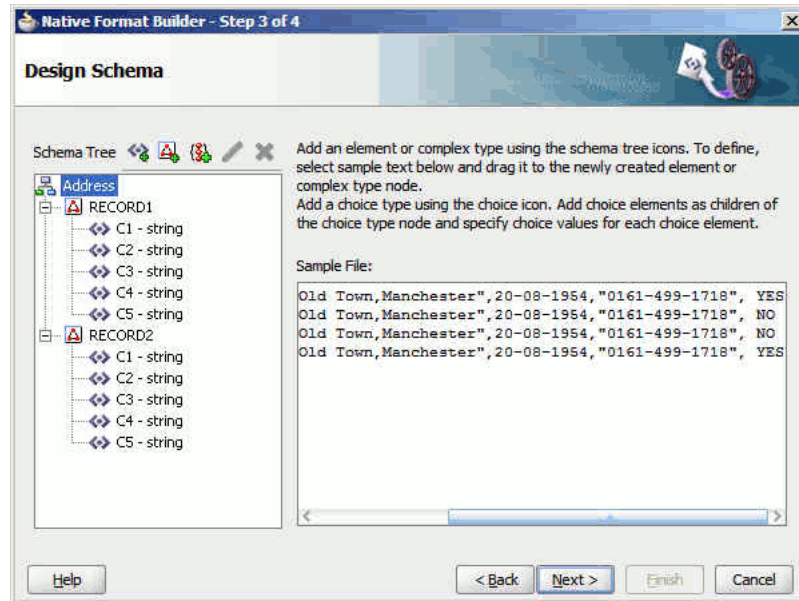 Native Format Builder - Step 3 of 4
Design Schema
Schema Tree
Address
RECORD1
C1 - string
C2 - string
C3 - string
C4 - string
C5 - string
RECORD2
C1 - string
C2 - string
C3 - string
C4 - string
C5 - string
Add an element or complex type using the schema tree icons. To define,
select sample text below and drag it to the newly created element or
complex type node.
Add a choice type using the choice icon. Add choice elements as children of
the choice type node and specify choice values for each choice element.
Sample File:
Old Town,Manchester",20-08-1954,"0161-499-1718", YES
Old Town,Manchester",20-08-1954,"0161-499-1718", NO
Old Town,Manchester",20-08-1954,"0161-499-1718", NO
Old Town,Manchester",20-08-1954,"0161-499-1718", YES
Help
< Back
Next >
Finish
Cancel